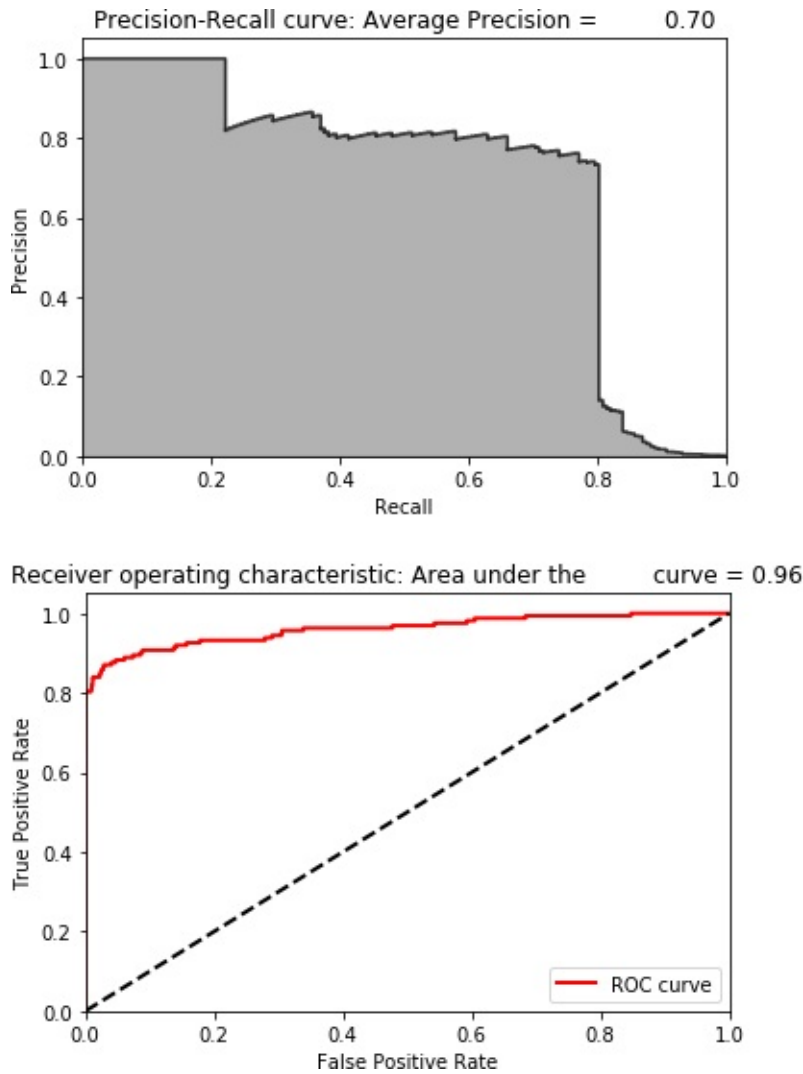 Precision-Recall curve: Average Precision = 0.70
1.0
0.8
0.6
0.4
0.2
0.0
Precision
0.0 0.2 0.4 0.6 0.8 1.0
Recall
Receiver operating characteristic: Area under the curve = 0.96
1.0
0.8
0.6
0.4
0.2
0.0
True Positive Rate
ROC curve
0.0 0.2 0.4 0.6 0.8 1.0
False Positive Rate